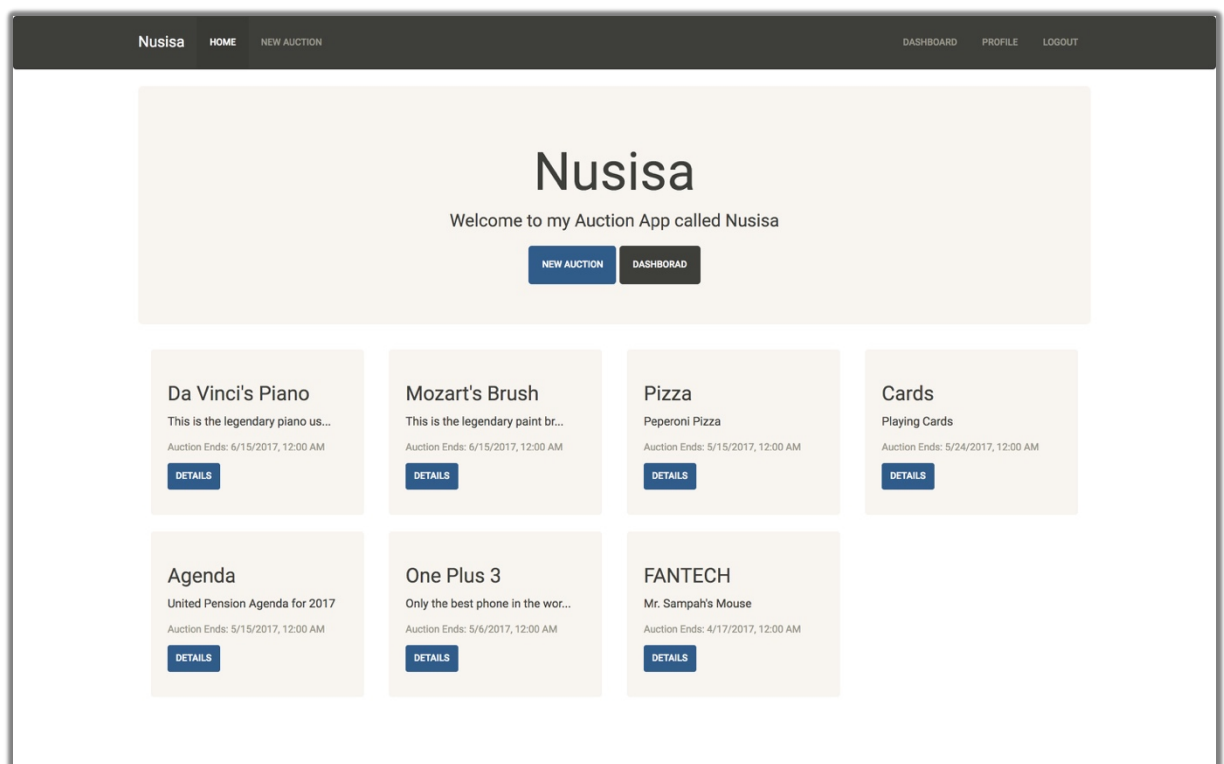 Nusisa HOME NEW AUCTION DASHBOARD PROFILE LOGOUT
Nusisa
Welcome to my Auction App called Nusisa
NEW AUCTION DASHBORAD
Da Vinci's Piano
This is the legendary piano us...
Auction Ends: 6/15/2017, 12:00 AM
DETAILS
Mozart's Brush
This is the legendary paint br...
Auction Ends: 6/15/2017, 12:00 AM
DETAILS
Pizza
Peperoni Pizza
Auction Ends: 5/15/2017, 12:00 AM
DETAILS
Cards
Playing Cards
Auction Ends: 5/24/2017, 12:00 AM
DETAILS
Agenda
United Pension Agenda for 2017
Auction Ends: 5/15/2017, 12:00 AM
DETAILS
One Plus 3
Only the best phone in the wor...
Auction Ends: 5/6/2017, 12:00 AM
DETAILS
FANTECH
Mr. Sampah's Mouse
Auction Ends: 4/17/2017, 12:00 AM
DETAILS